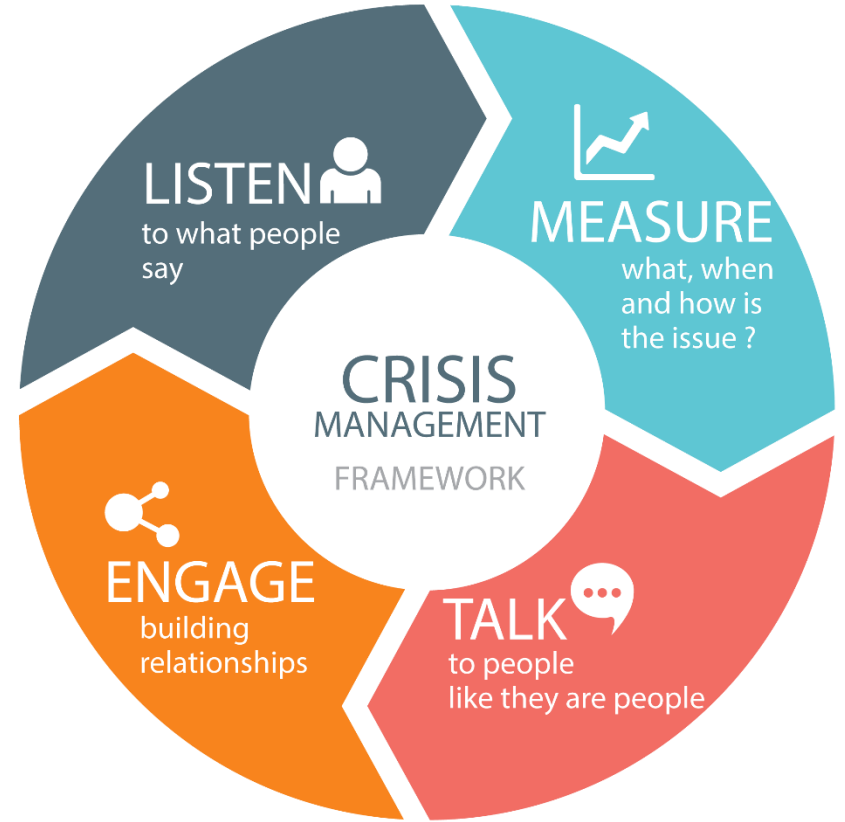 LISTEN
to what people
say
MEASURE
what, when
and how is
the issue ?
CRISIS
MANAGEMENT
FRAMEWORK
TALK
to people
like they are people
ENGAGE
building
relationships